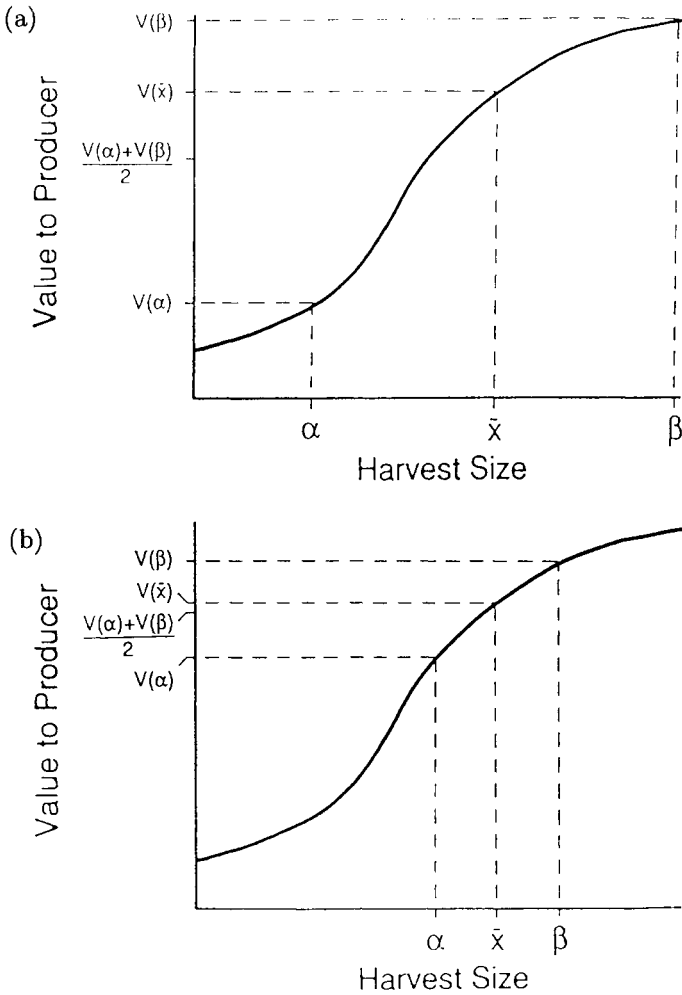 (a)
V(β)
V(x̄)
V(α)+V(β)
2
V(α)
Value to Producer
α x̄ β
Harvest Size
(b)
V(β)
V(x̄)
V(α)+V(β)
2
V(α)
Value to Producer
α x̄ β
Harvest Size